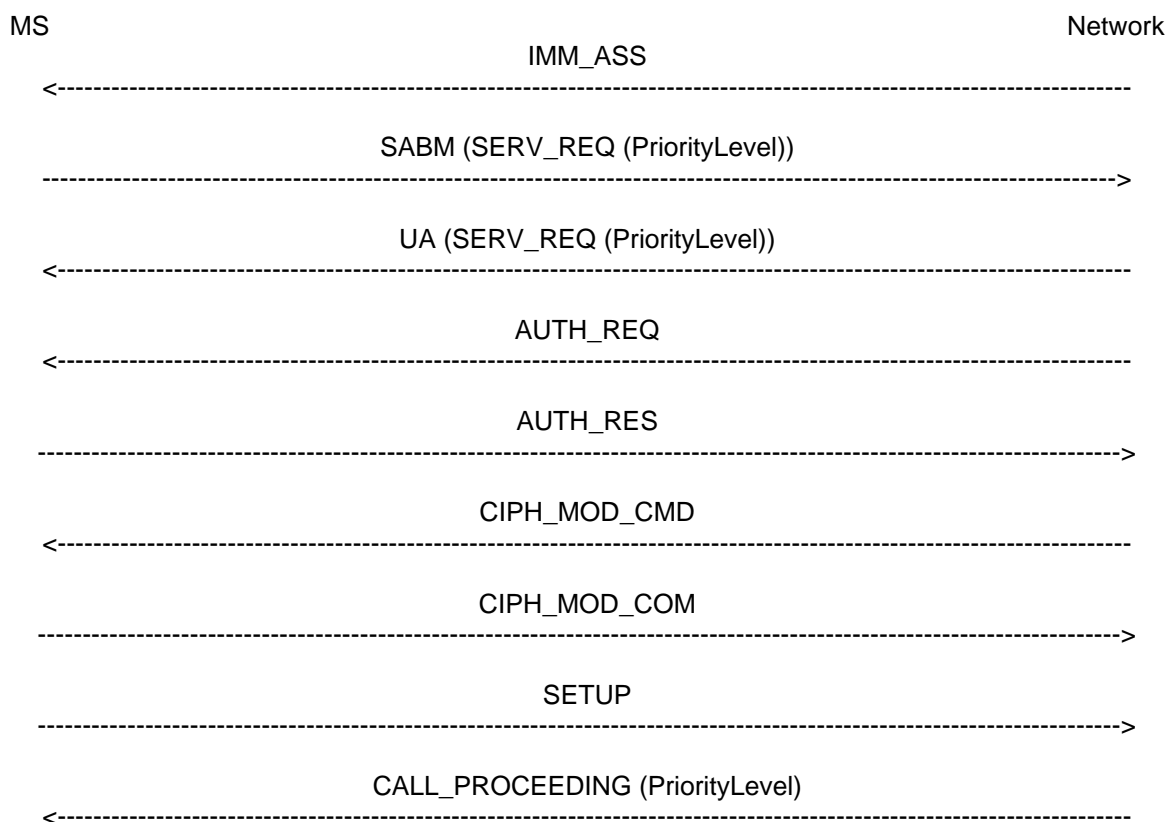 MS Network
IMM_ASS
<------------------------------------------------------------------------------------------------------------------------
SABM (SERV_REQ (PriorityLevel))
------------------------------------------------------------------------------------------------------------------------>
UA (SERV_REQ (PriorityLevel))
<------------------------------------------------------------------------------------------------------------------------
AUTH_REQ
<------------------------------------------------------------------------------------------------------------------------
AUTH_RES
------------------------------------------------------------------------------------------------------------------------->
CIPH_MOD_CMD
<------------------------------------------------------------------------------------------------------------------------
CIPH_MOD_COM
------------------------------------------------------------------------------------------------------------------------->
SETUP
------------------------------------------------------------------------------------------------------------------------->
CALL_PROCEEDING (PriorityLevel)
<------------------------------------------------------------------------------------------------------------------------